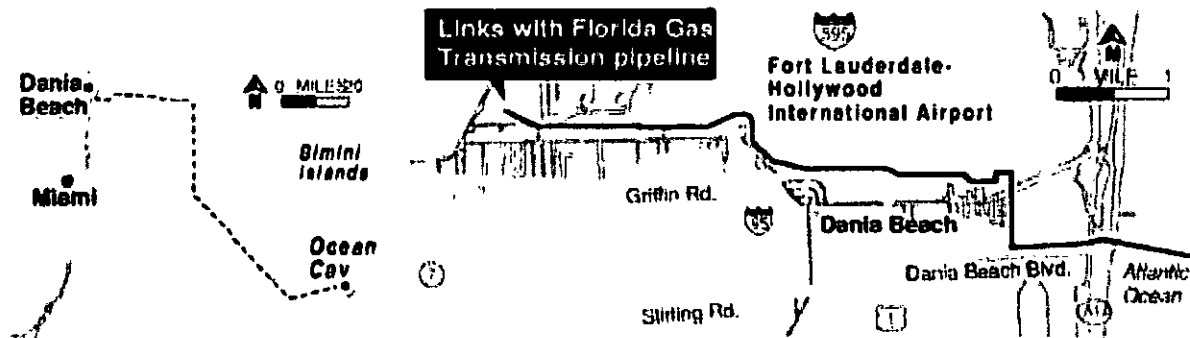 Dania
Beach
N
0 MILES 20
Bimini
Islands
Miami
Ocean
Cay
Links with Florida Gas
Transmission pipeline
595
Fort Lauderdale-
Hollywood
International Airport
N
0 MILE 1
Griffin Rd.
95
Dania Beach
7
Dania Beach Blvd.
Atlantic
Ocean
Stirling Rd.
1
A1A